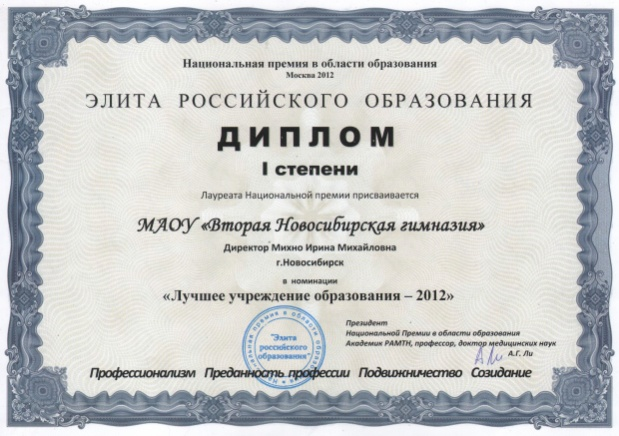 Национальная премия в области образования
Москва 2012
ЭЛИТА РОССИЙСКОГО ОБРАЗОВАНИЯ
ДИПЛОМ
I степени
Лауреата Национальной премии присваивается
МАОУ «Вторая Новосибирская гимназия»
Директор Михно Ирина Михайловна
г.Новосибирск
в номинации
«Лучшее учреждение образования – 2012»
Президент
Национальной Премии в области образования
Академик РАМТН, профессор, доктор медицинских наук
А.Г. Ли
"Элита
российского
образования"
Национальная премия в области образования
Профессионализм Преданность профессии Подвижничество Созидание